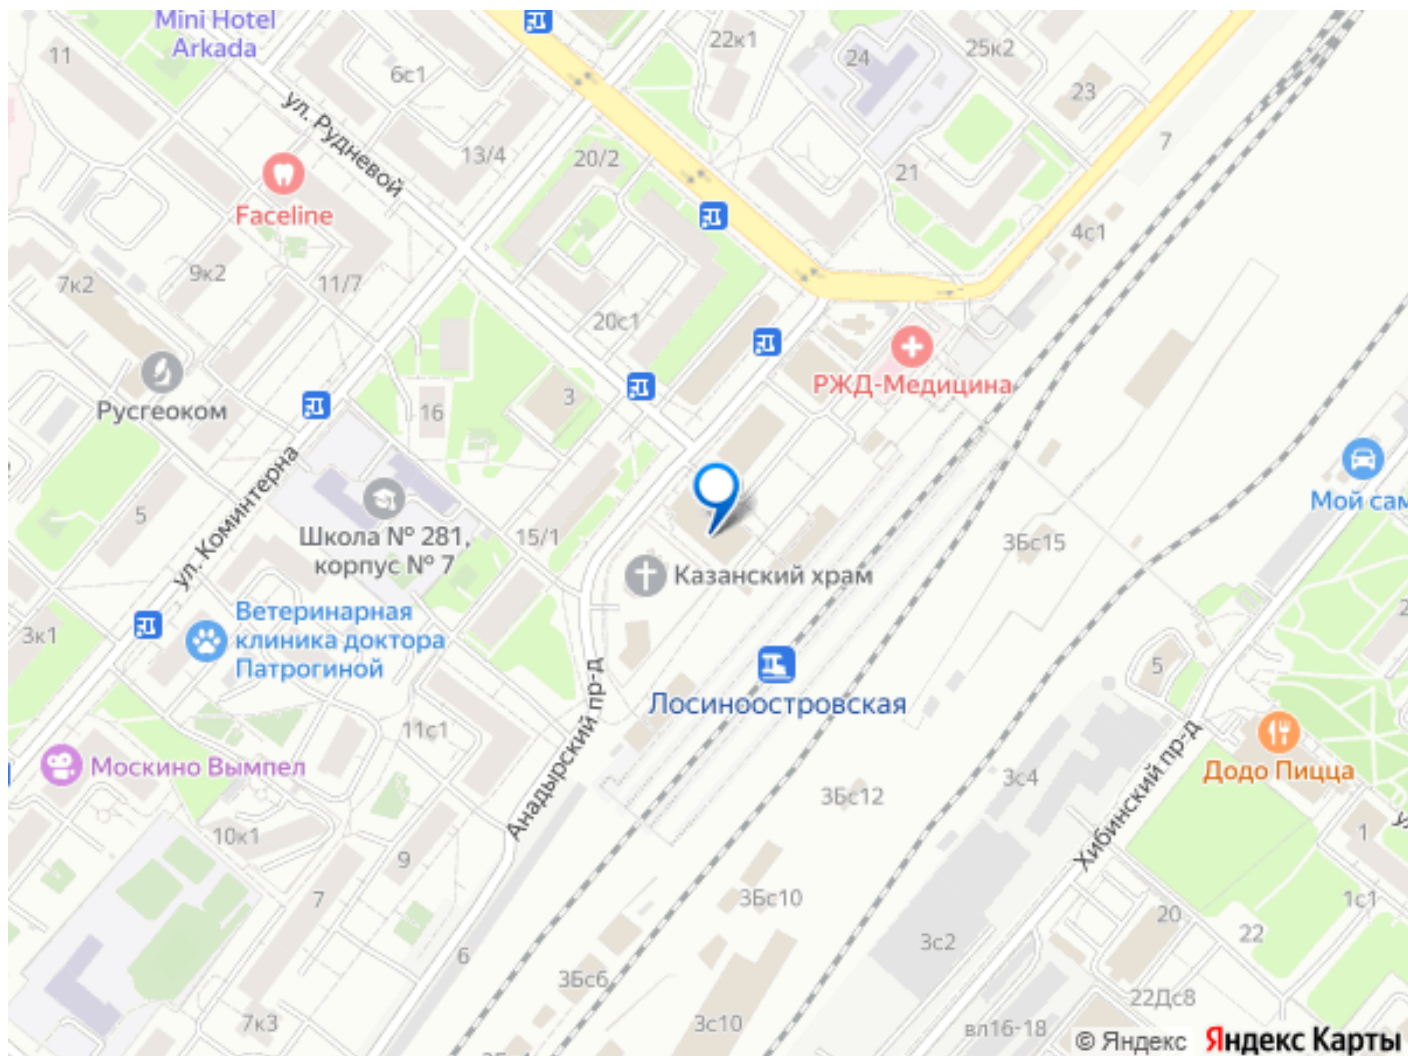 Mini Hotel
Arkada
22к1
24
25к2
11
6с1
23
ул. Рудневой
13/4
20/2
7
21
Faceline
4с1
9к2
11/7
7к2
20с1
РЖД-Медицина
Русгеоком
16
3
ул. Коминтерна
Мой сам
5
Школа № 281,
корпус № 7
15/1
3Бс15
Казанский храм
Ветеринарная
клиника доктора
Патрогиной
3к1
2
5
Лосиноостровская
11с1
Анадырский пр-д
Москино Вымпел
Додо Пицца
3с4
3Бс12
Хибинский пр-д
10к1
9
1
7
3Бс10
1с1
20
22
3с2
6
3Бс6
22Дс8
7к3
3с10
вл16-18
© Яндекс
Яндекс Карты